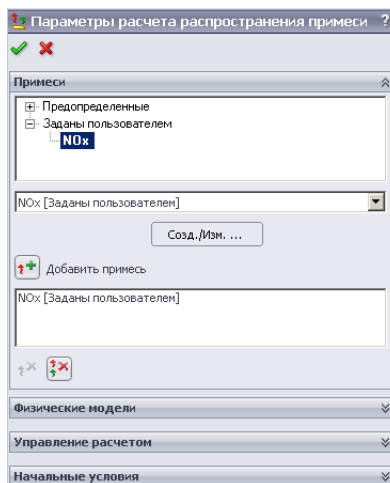 Параметры расчета распространения примеси ?
Примеси
Предопределенные
Заданы пользователем
NOx
NOx [Заданы пользователем]
Созд./Изм. ...
Добавить примесь
NOx [Заданы пользователем]
Физические модели
Управление расчетом
Начальные условия